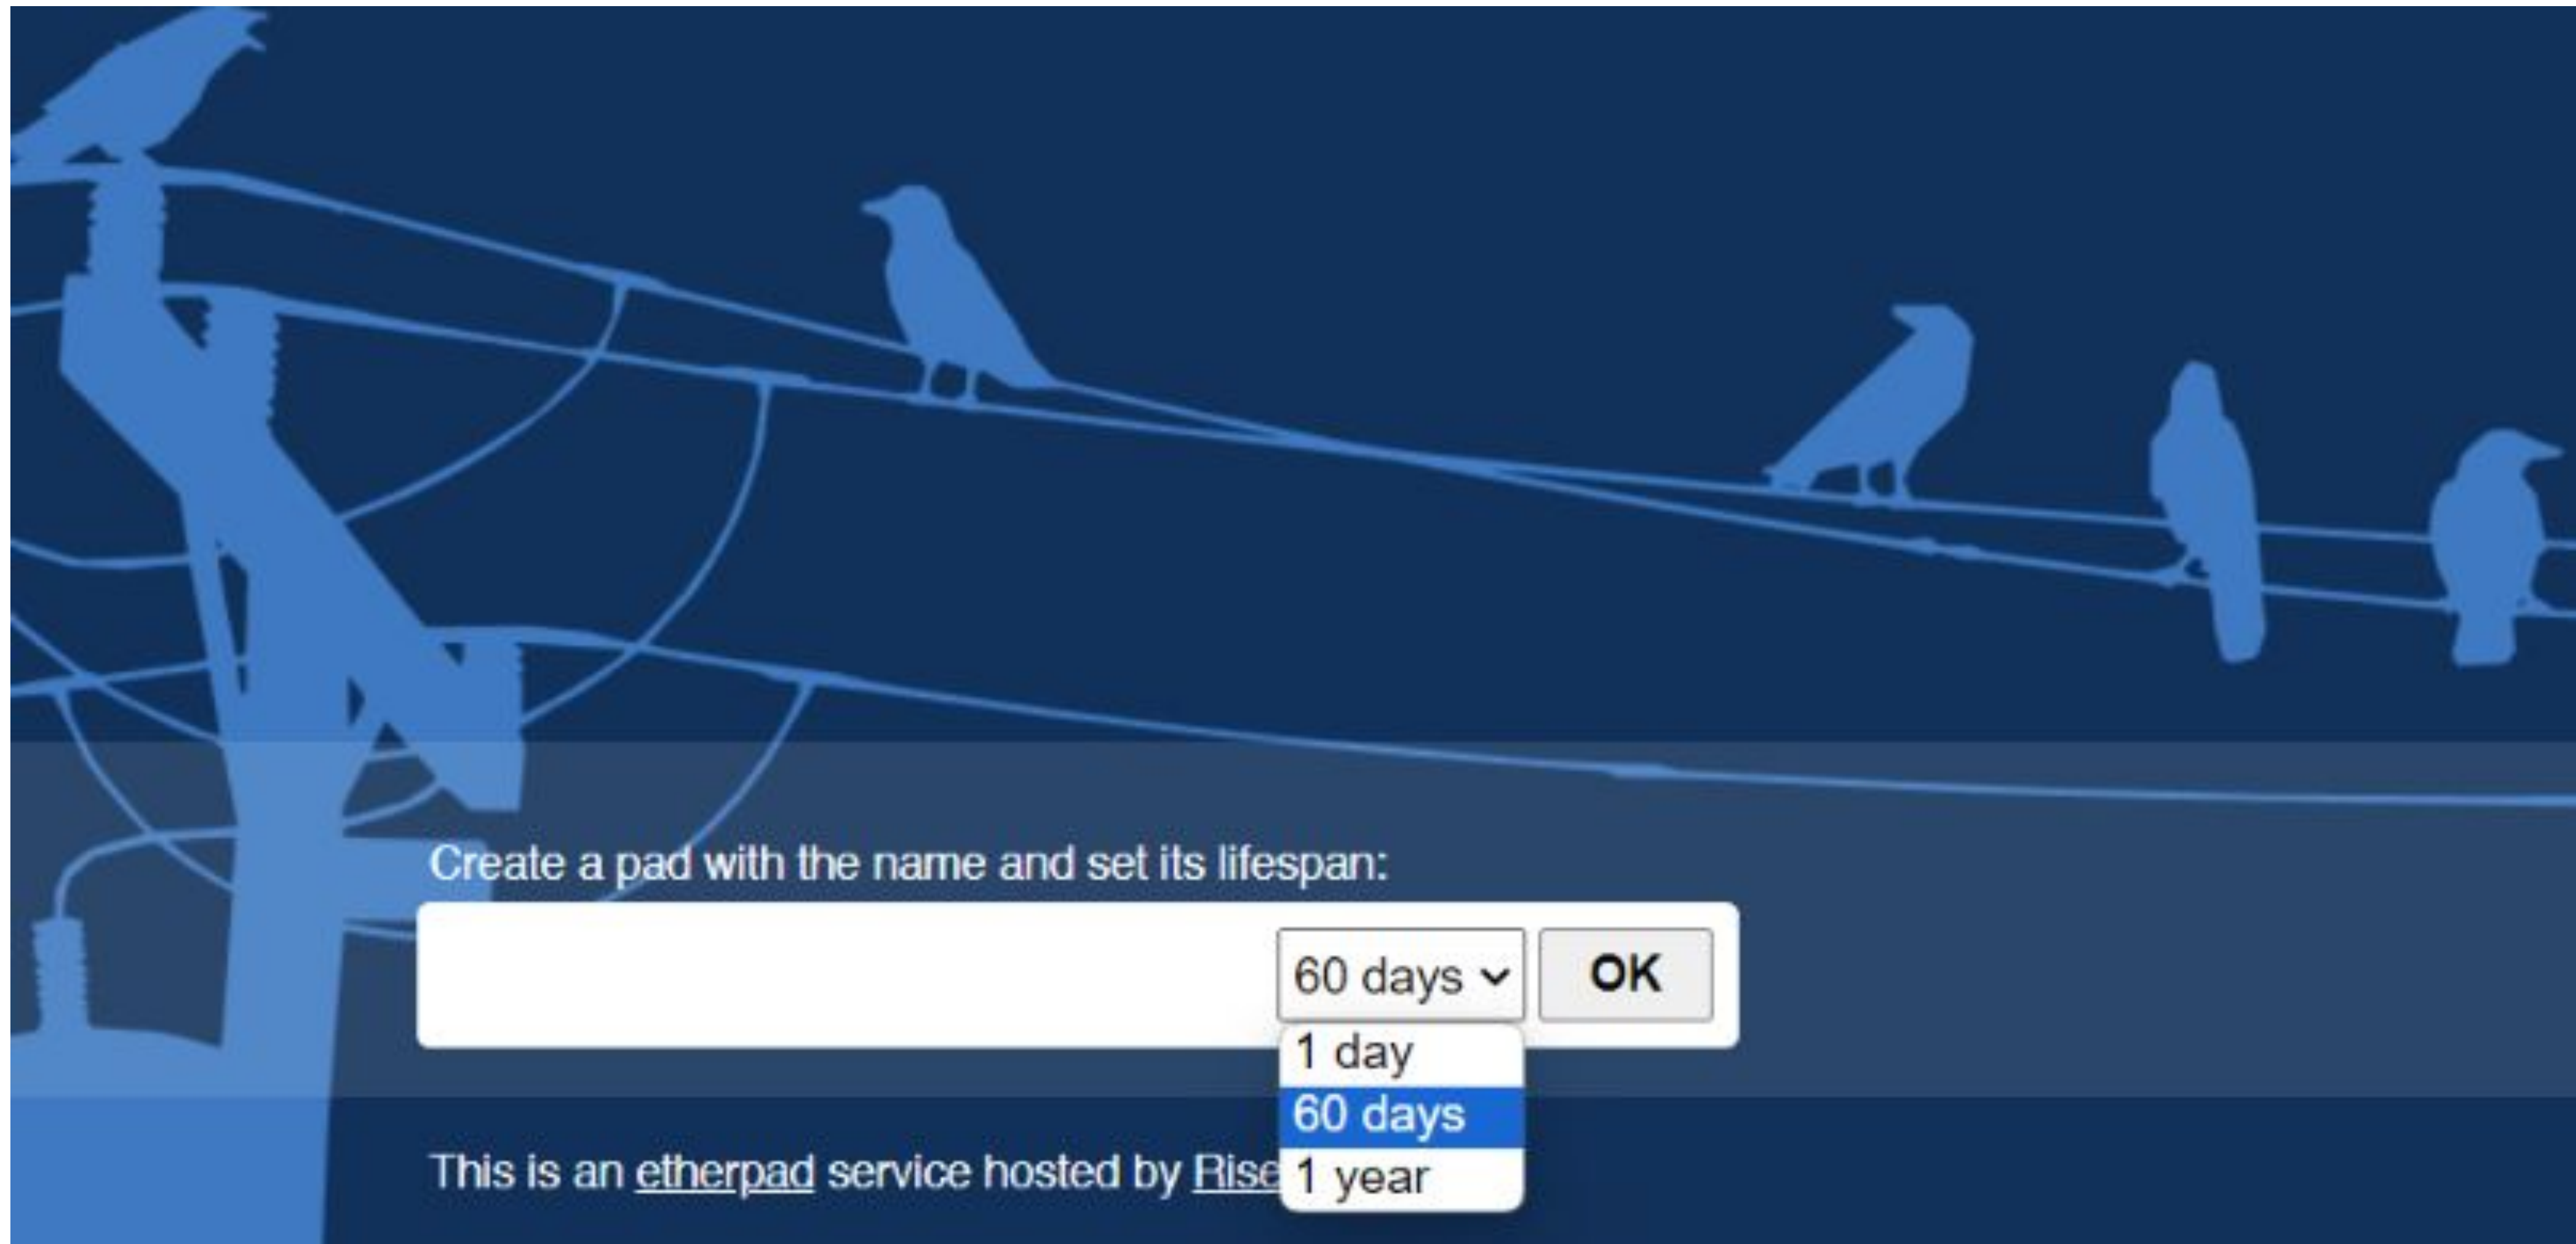 Create a pad with the name and set its lifespan:
60 days
OK
1 day
60 days
1 year
This is an etherpad service hosted by Rise